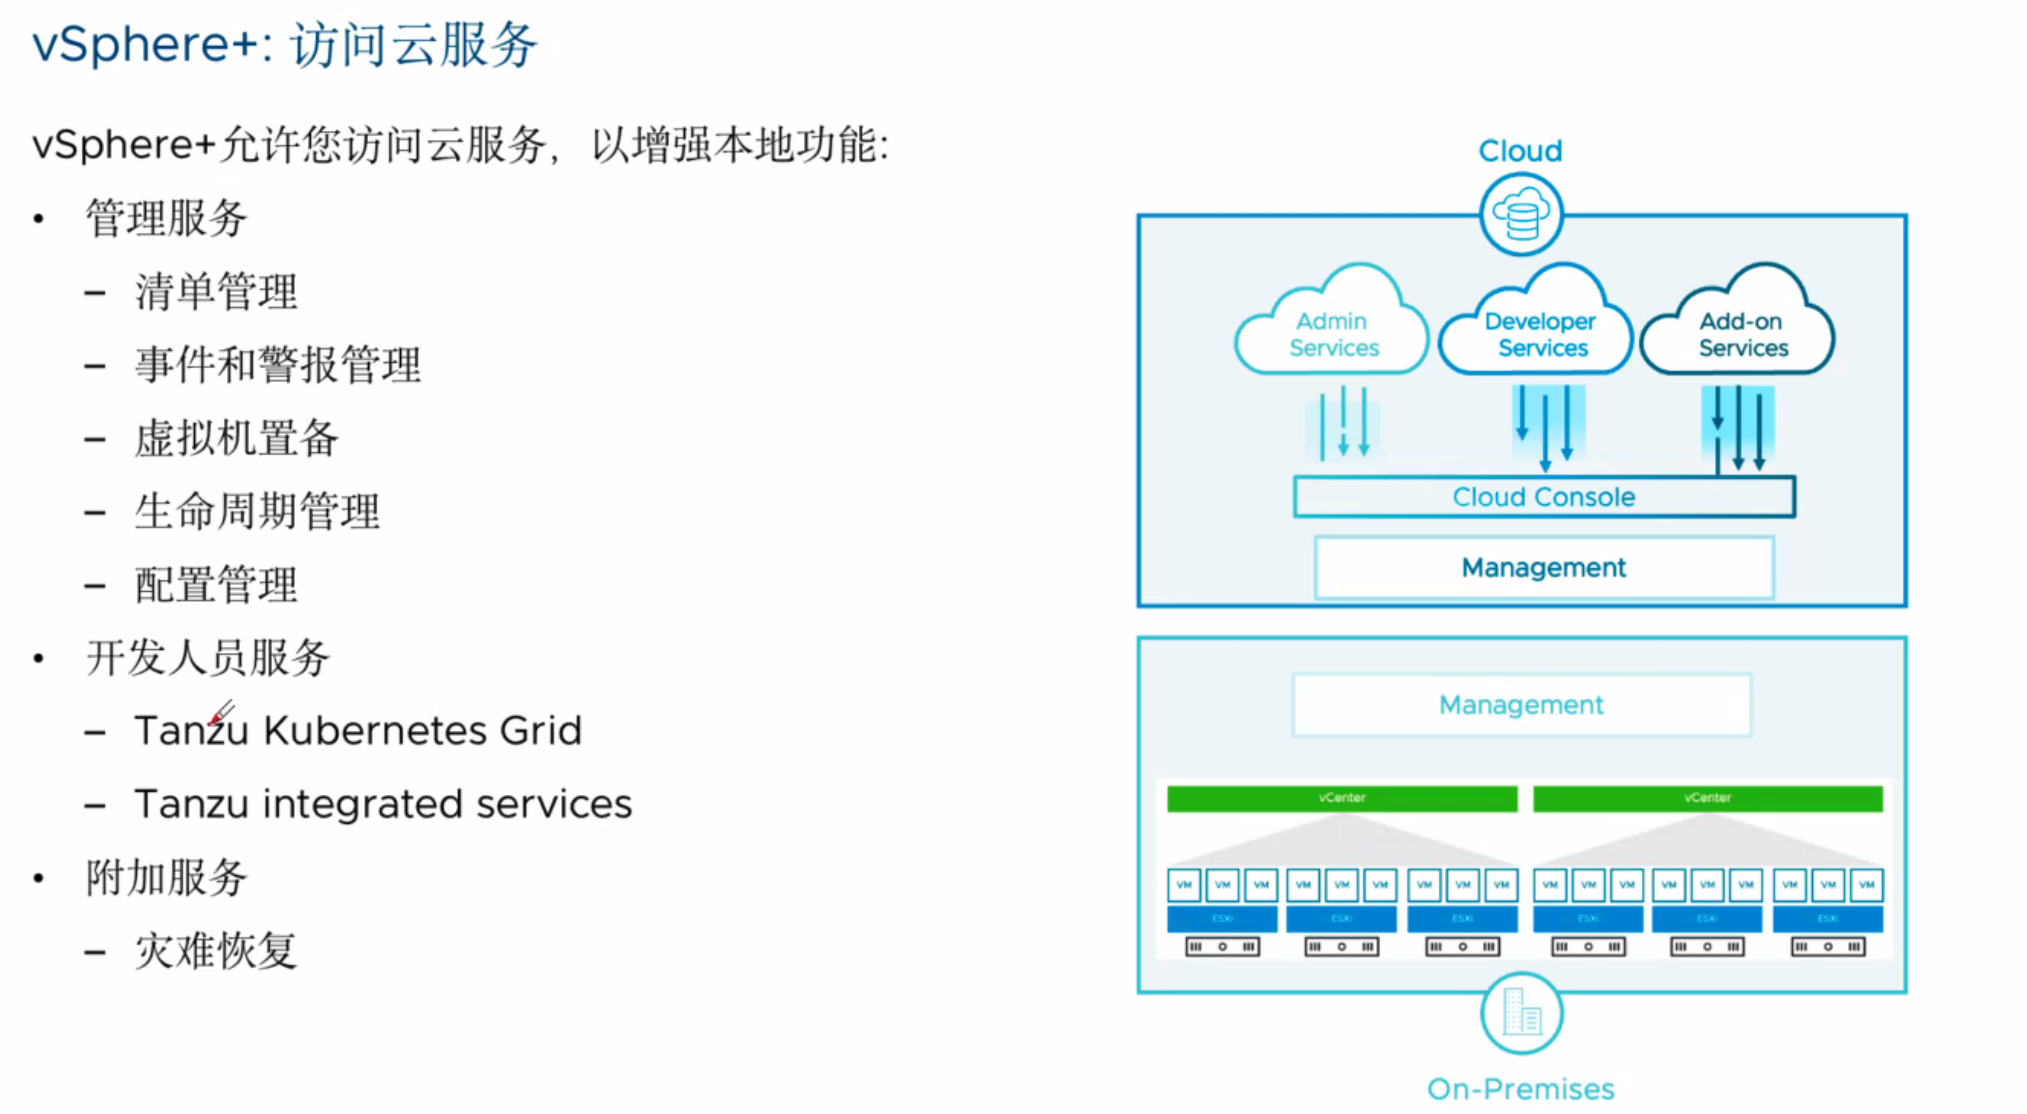 vSphere+: 访问云服务
vSphere+允许您访问云服务，以增强本地功能:
• 管理服务
– 清单管理
– 事件和警报管理
– 虚拟机置备
– 生命周期管理
– 配置管理
• 开发人员服务
– Tanzu Kubernetes Grid
– Tanzu integrated services
• 附加服务
– 灾难恢复
Cloud
Admin Services
Developer Services
Add-on Services
Cloud Console
Management
Management
vCenter vCenter
VM VM VM VM VM VM VM VM VM VM VM VM VM VM VM VM VM VM
ESXi ESXi ESXi ESXi ESXi ESXi
On-Premises